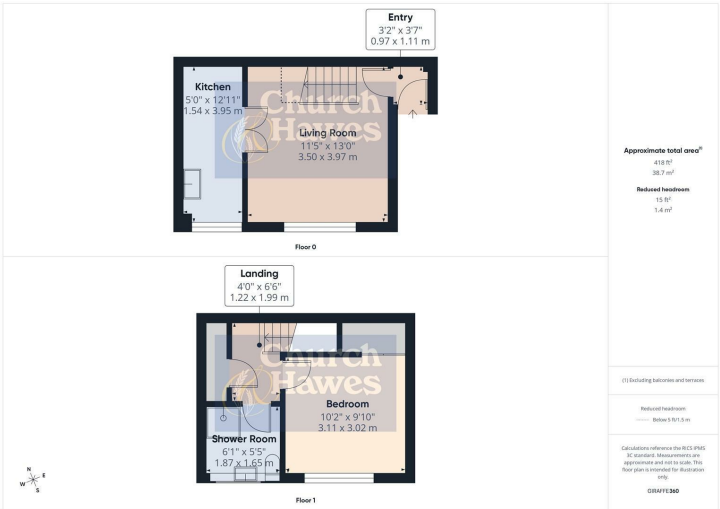 Entry
3'2" x 3'7"
0.97 x 1.11 m
Kitchen
5'0" x 12'11"
1.54 x 3.95 m
Church
Hawes
Living Room
11'5" x 13'0"
3.50 x 3.97 m
Floor 0
Landing
4'0" x 6'6"
1.22 x 1.99 m
Church
Hawes
Bedroom
10'2" x 9'10"
3.11 x 3.02 m
Shower Room
6'1" x 5'5"
1.87 x 1.65 m
Floor 1
N
E
S
W
Approximate total area(1)
418 ft²
38.7 m²
Reduced headroom
15 ft²
1.4 m²
(1) Excluding balconies and terraces
Reduced headroom
Below 5 ft/1.5 m
Calculations reference the RICS IPMS
3C standard. Measurements are
approximate and not to scale. This
floor plan is intended for illustration
only.
GIRAFFE360